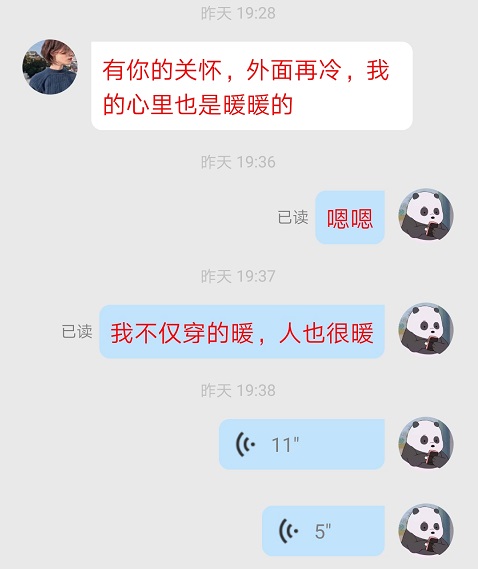 昨天 19:28
有你的关怀，外面再冷，我
的心里也是暖暖的
昨天 19:36
已读 嗯嗯
昨天 19:37
已读 我不仅穿的暖，人也很暖
昨天 19:38
11"
5"